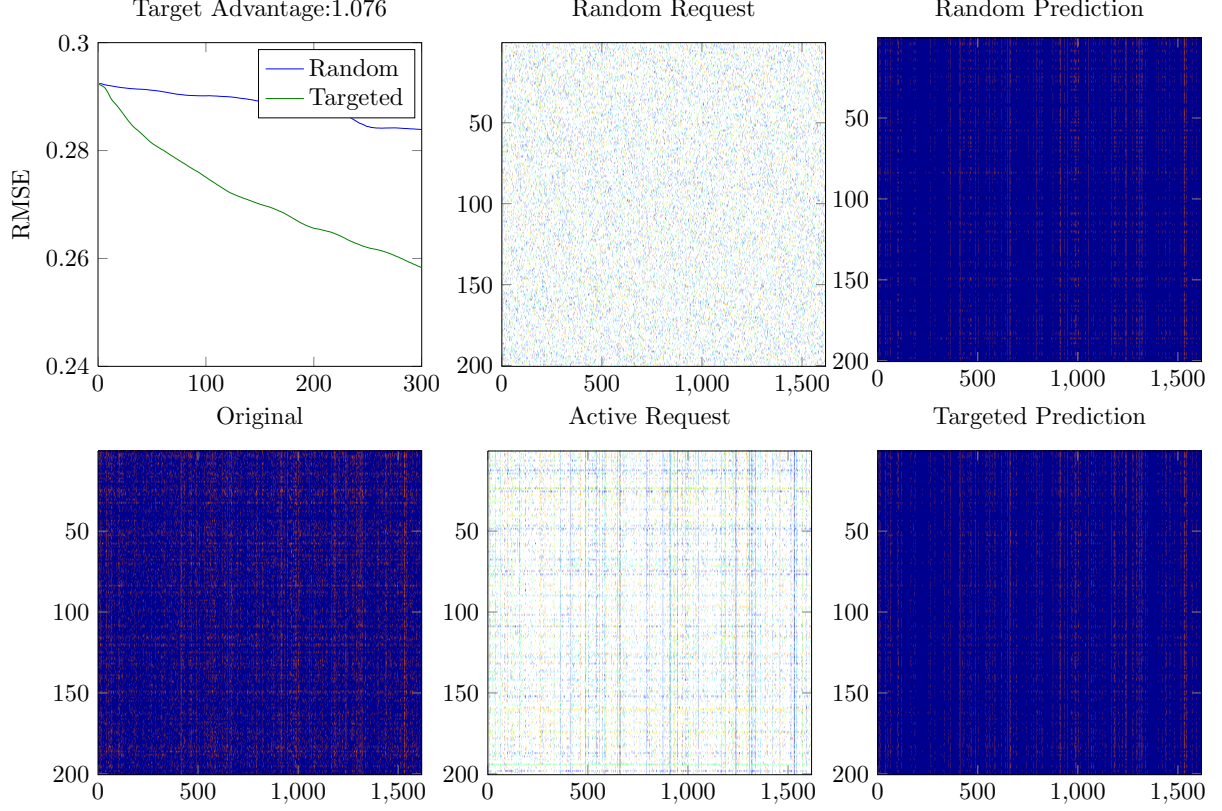 Target Advantage:1.076
0.3
0.28
0.26
0.24
RMSE
0 100 200 300
Random
Targeted
Random Request
50
100
150
200
0 500 1,000 1,500
Random Prediction
50
100
150
200
0 500 1,000 1,500
Original
50
100
150
200
0 500 1,000 1,500
Active Request
50
100
150
200
0 500 1,000 1,500
Targeted Prediction
50
100
150
200
0 500 1,000 1,500